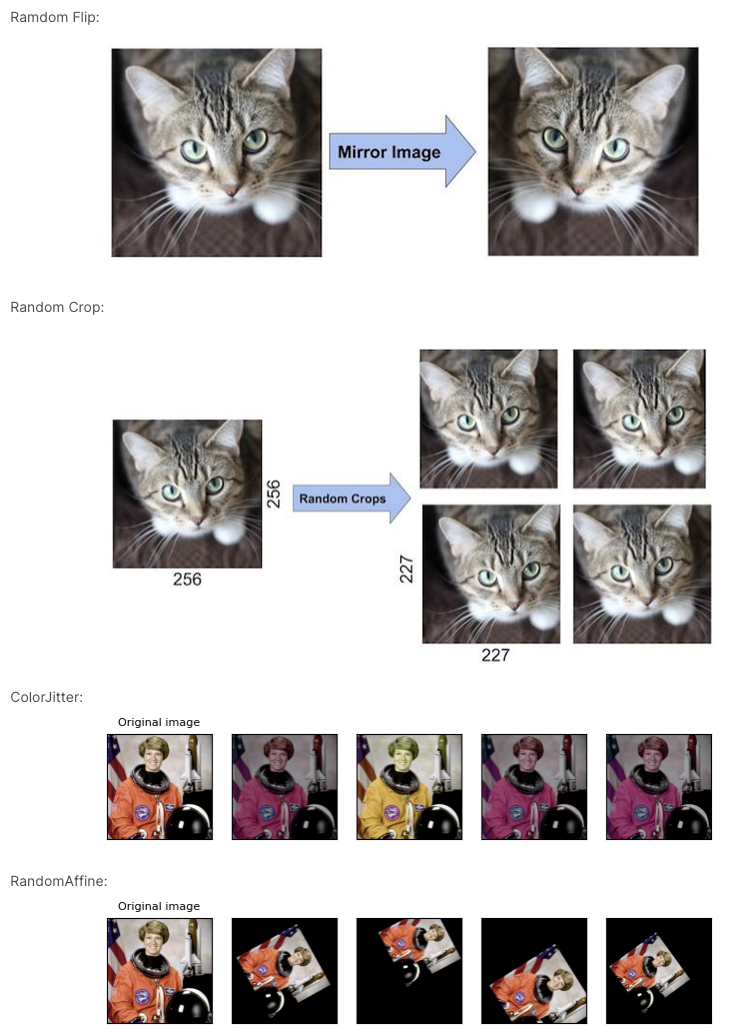 Ramdom Flip:
Mirror Image
Random Crop:
256
256
Random Crops
227
227
ColorJitter:
Original image
RandomAffine:
Original image